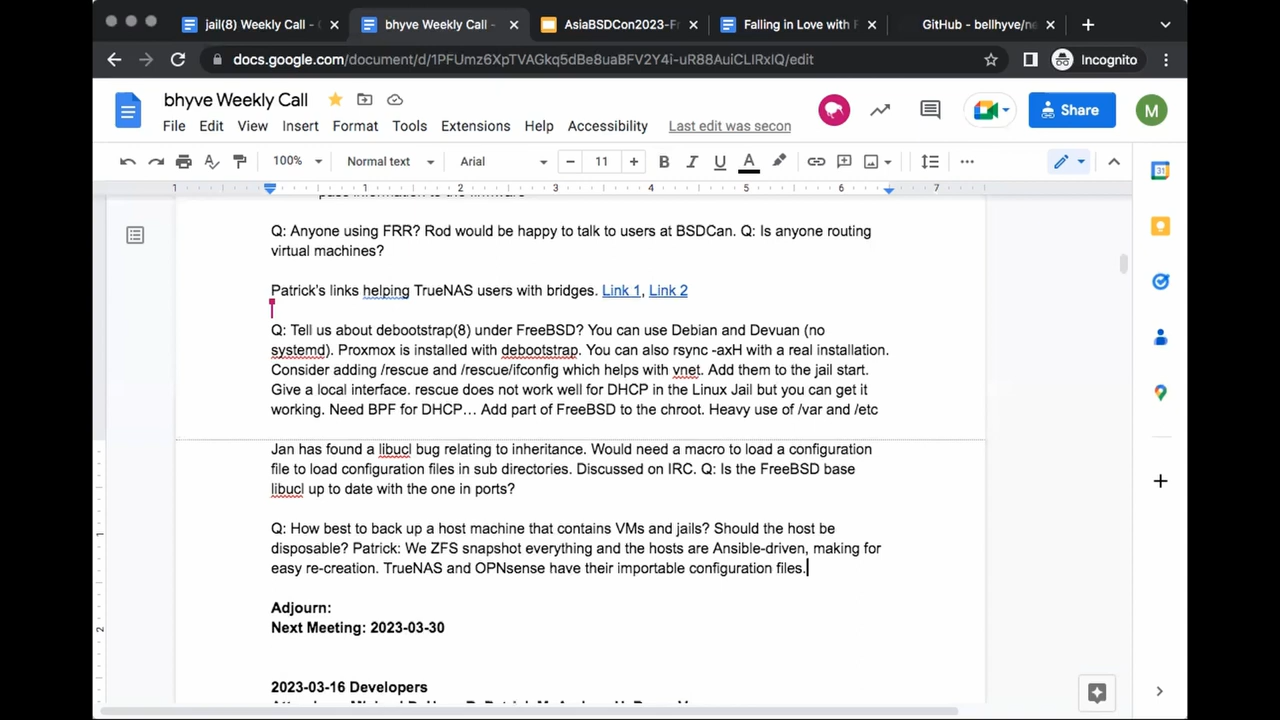 jail(8) Weekly Call -
bhyve Weekly Call -
AsiaBSDCon2023-F
Falling in Love with F
GitHub - bellhyve/ne
docs.google.com/document/d/1PFUmz6XpTVAGkq5dBe8uaBFV2Y4i-uR88AuiCLIRxIQ/edit
Incognito
bhyve Weekly Call
Share
M
File Edit View Insert Format Tools Extensions Help Accessibility Last edit was secon
100% Normal text Arial 11 B I U A
1 1 2 3 4 5 6 7
Q: Anyone using FRR? Rod would be happy to talk to users at BSDCan. Q: Is anyone routing
virtual machines?
Patrick's links helping TrueNAS users with bridges. Link 1, Link 2
Q: Tell us about debootstrap(8) under FreeBSD? You can use Debian and Devuan (no
systemd). Proxmox is installed with debootstrap. You can also rsync -axH with a real installation.
Consider adding /rescue and /rescue/ifconfig which helps with vnet. Add them to the jail start.
Give a local interface. rescue does not work well for DHCP in the Linux Jail but you can get it
working. Need BPF for DHCP… Add part of FreeBSD to the chroot. Heavy use of /var and /etc
Jan has found a libucl bug relating to inheritance. Would need a macro to load a configuration
file to load configuration files in sub directories. Discussed on IRC. Q: Is the FreeBSD base
libucl up to date with the one in ports?
Q: How best to back up a host machine that contains VMs and jails? Should the host be
disposable? Patrick: We ZFS snapshot everything and the hosts are Ansible-driven, making for
easy re-creation. TrueNAS and OPNsense have their importable configuration files.
Adjourn:
Next Meeting: 2023-03-30
2023-03-16 Developers